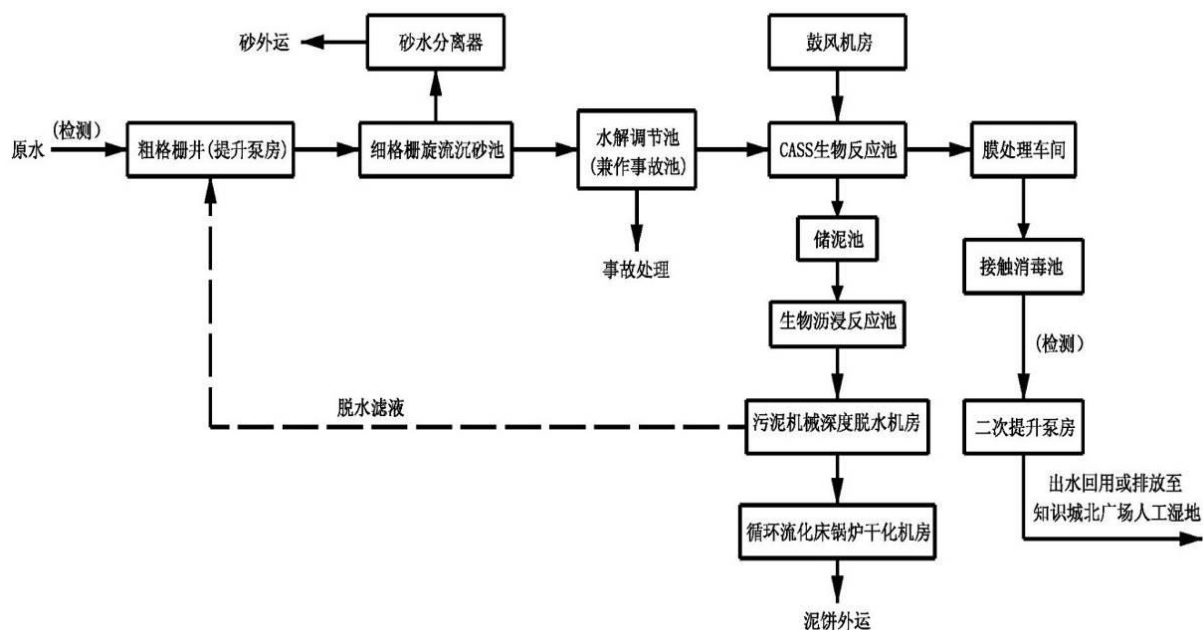 砂外运
砂水分离器
鼓风机房
原水
(检测)
粗格栅井(提升泵房)
细格栅旋流沉砂池
水解调节池
(兼作事故池)
CASS生物反应池
膜处理车间
事故处理
储泥池
接触消毒池
生物沥浸反应池
(检测)
脱水滤液
污泥机械深度脱水机房
二次提升泵房
出水回用或排放至
知识城北广场人工湿地
循环流化床锅炉干化机房
泥饼外运